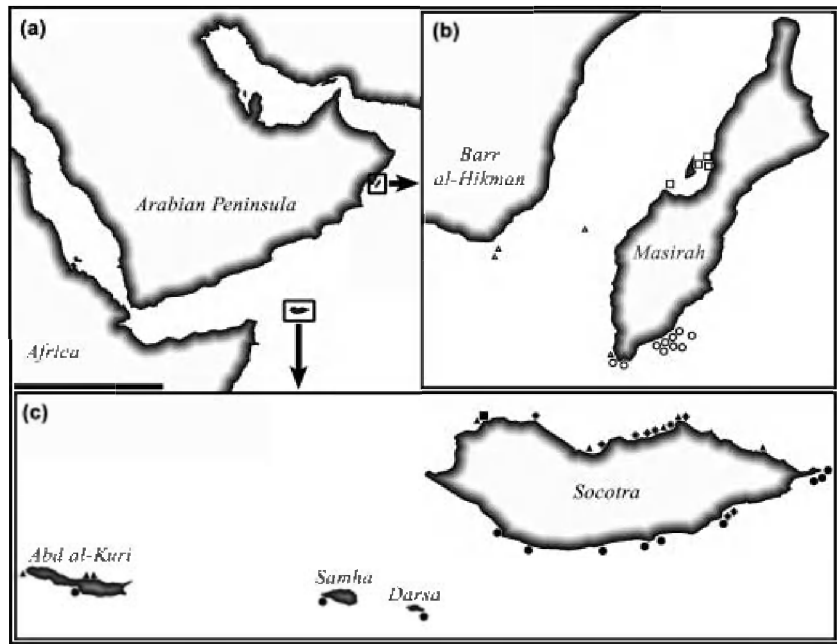 (a)
Arabian Peninsula
Africa
(b)
Barr
al-Hikman
Masirah
(c)
Socotra
Abd al-Kuri
Samha
Darsa